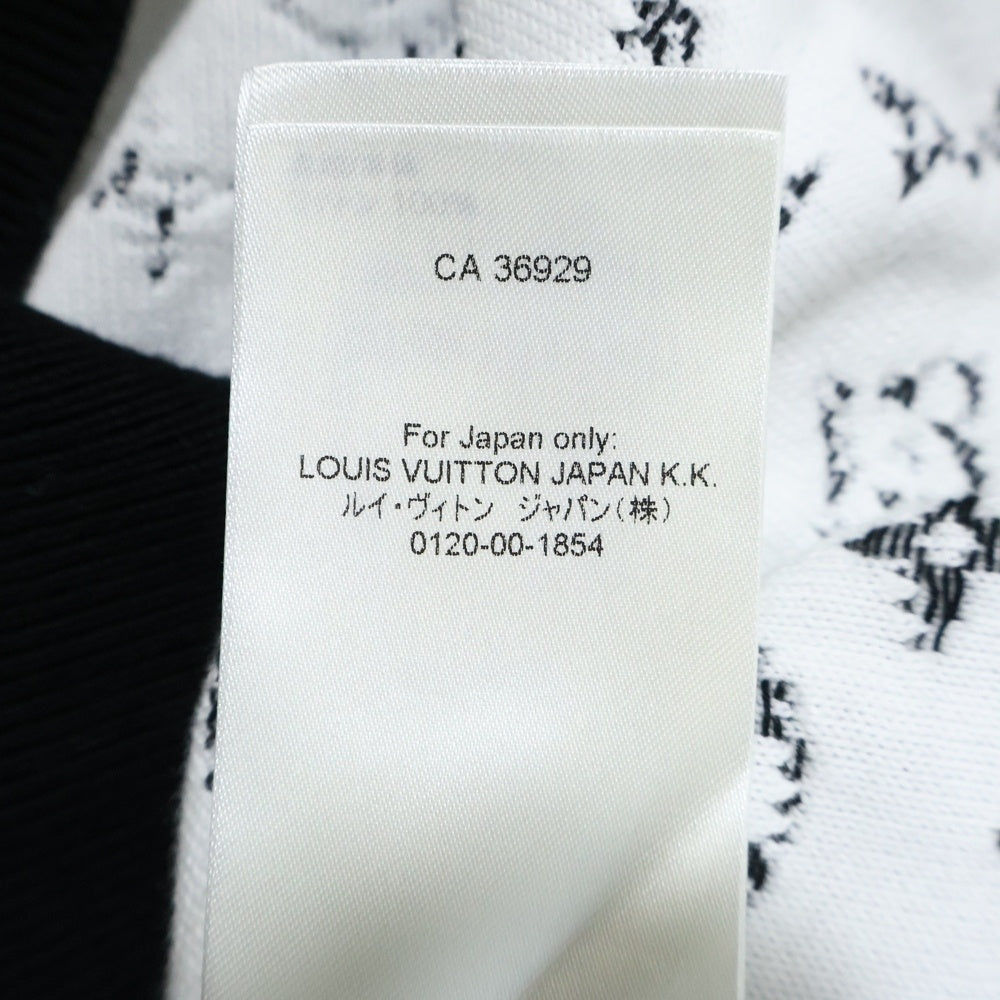 100%
CA 36929
For Japan only:
LOUIS VUITTON JAPAN K.K.
ルイ・ヴィトン ジャパン(株)
0120-00-1854